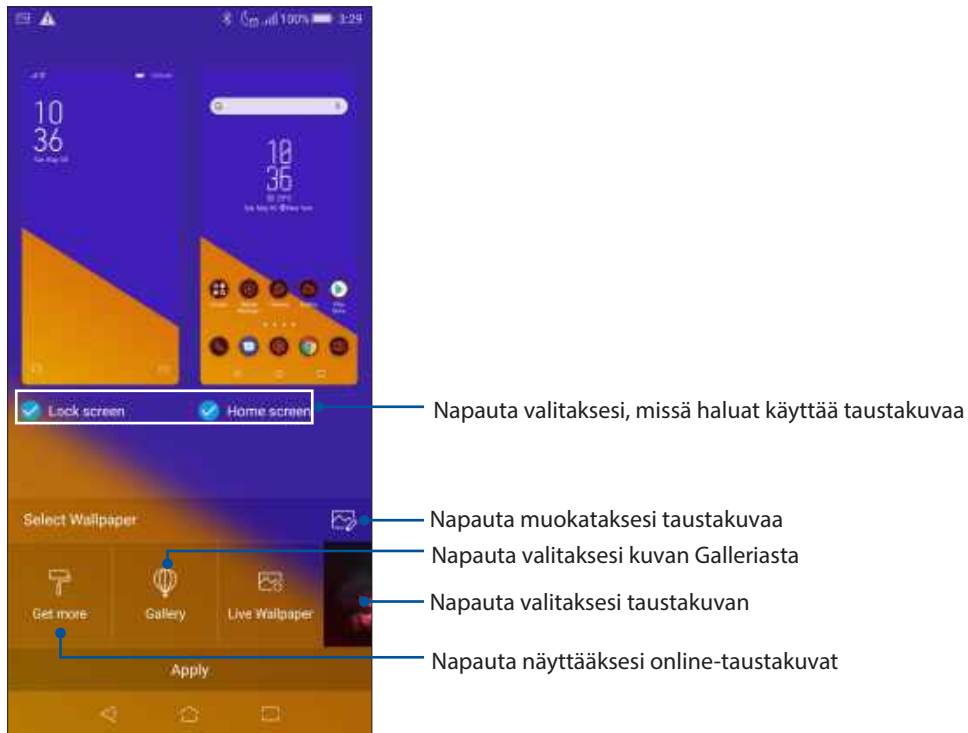 100% 3:29
10
36
10
36
Lock screen
Home screen
Napauta valitaksesi, missä haluat käyttää taustakuvaa
Select Wallpaper
Napauta muokataksesi taustakuvaa
Napauta valitaksesi kuvan Galleriasta
Get more
Gallery
Live Wallpaper
Napauta valitaksesi taustakuvan
Apply
Napauta näyttääksesi online-taustakuvat